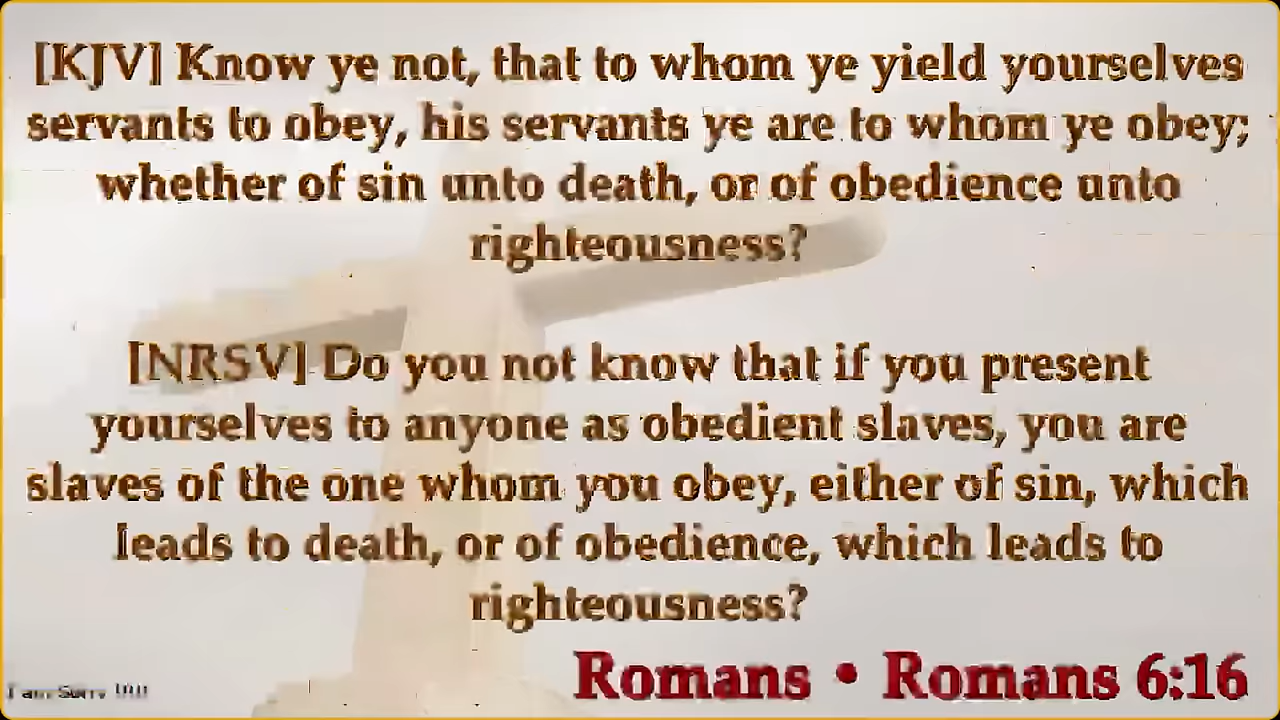 [KJV] Know ye not, that to whom ye yield yourselves
servants to obey, his servants ye are to whom ye obey;
whether of sin unto death, or of obedience unto
righteousness?
[NRSV] Do you not know that if you present
yourselves to anyone as obedient slaves, you are
slaves of the one whom you obey, either of sin, which
leads to death, or of obedience, which leads to
righteousness?
Romans • Romans 6:16
I am